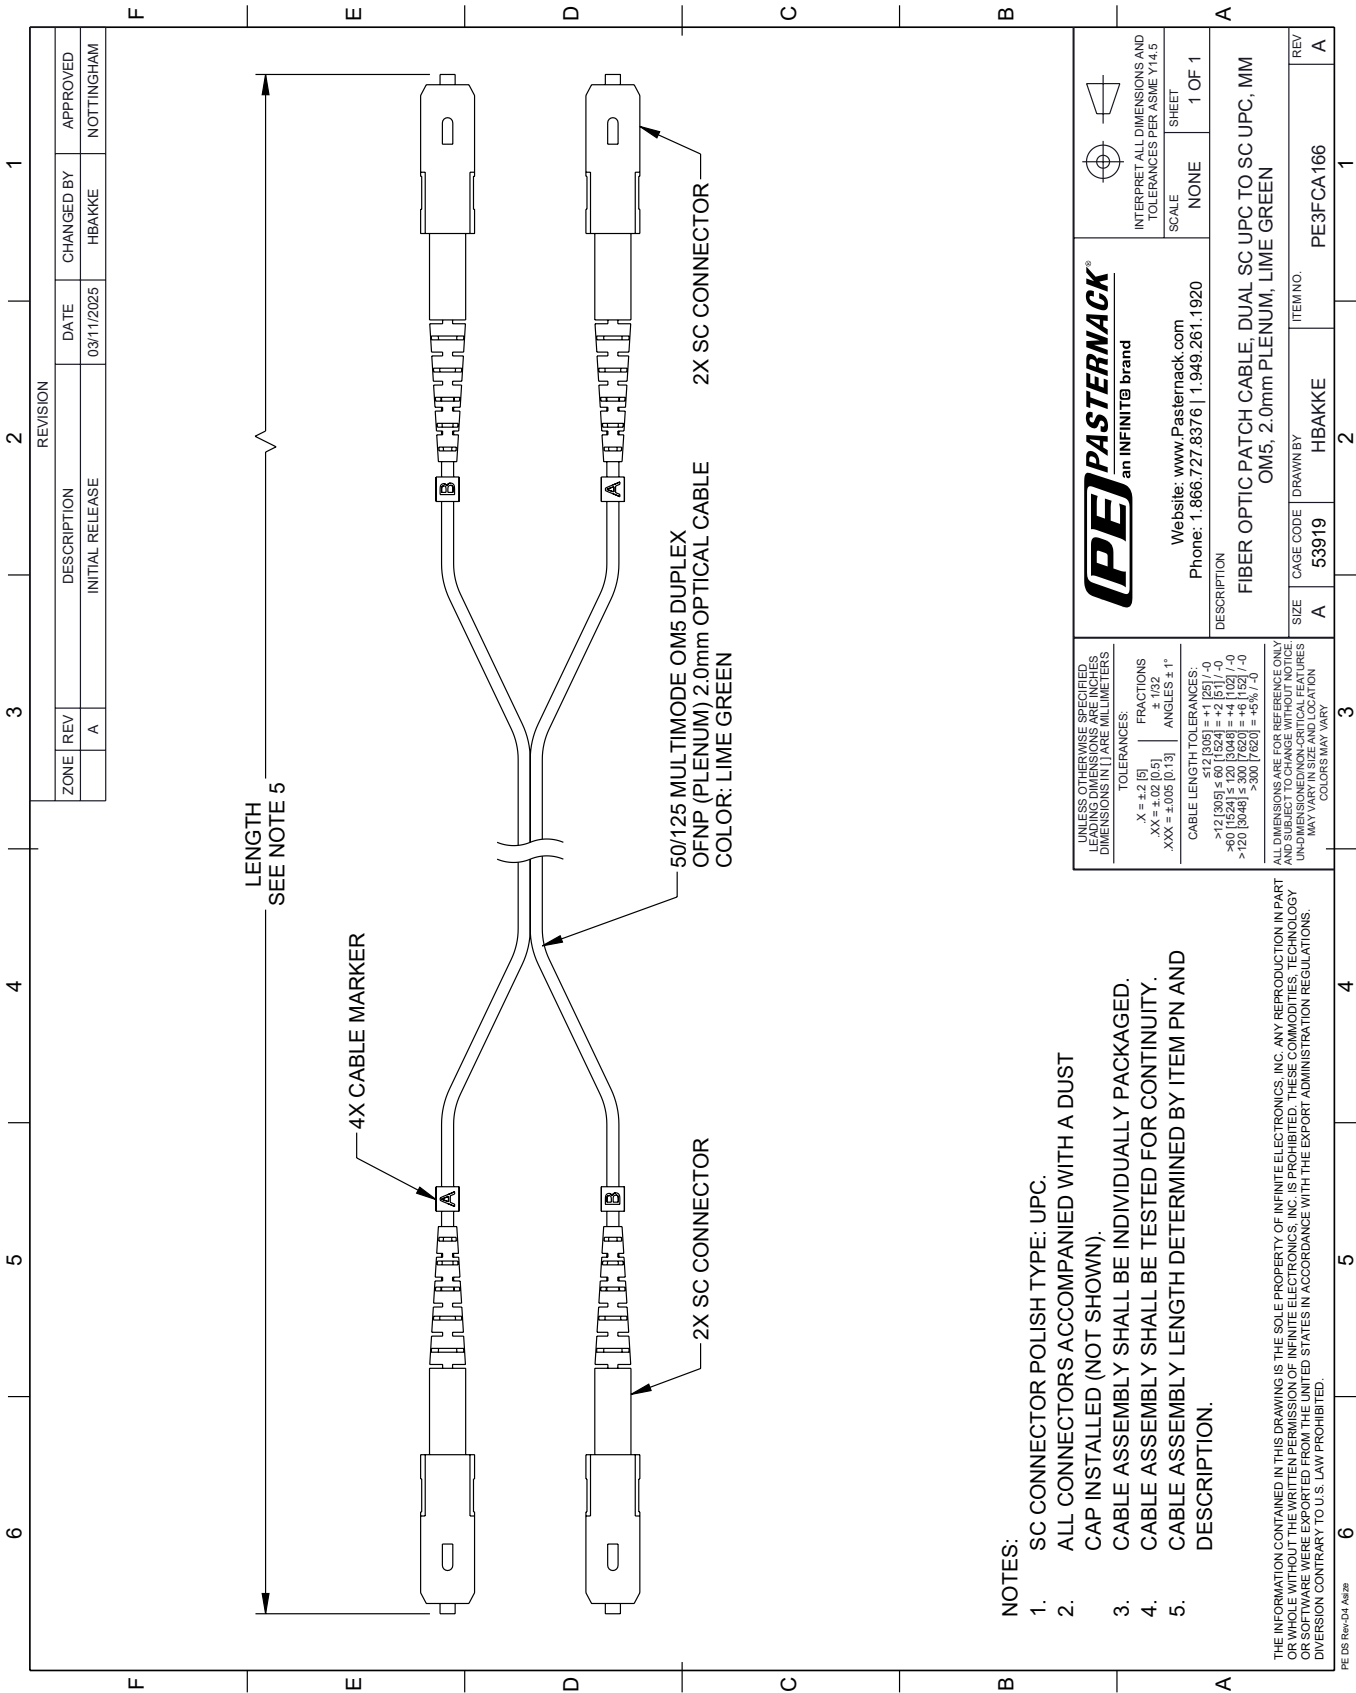 REVISION
ZONE REV DESCRIPTION DATE CHANGED BY APPROVED
A INITIAL RELEASE 03/11/2025 HBAKKE NOTTINGHAM
6 5 4 3 2 1
F F
E E
D D
C C
B B
A A
LENGTH
SEE NOTE 5
4X CABLE MARKER
A B
B A
2X SC CONNECTOR
2X SC CONNECTOR
50/125 MULTIMODE OM5 DUPLEX
OFNP (PLENUM) 2.0mm OPTICAL CABLE
COLOR: LIME GREEN
NOTES:
1. SC CONNECTOR POLISH TYPE: UPC.
2. ALL CONNECTORS ACCOMPANIED WITH A DUST
CAP INSTALLED (NOT SHOWN).
3. CABLE ASSEMBLY SHALL BE INDIVIDUALLY PACKAGED.
4. CABLE ASSEMBLY SHALL BE TESTED FOR CONTINUITY.
5. CABLE ASSEMBLY LENGTH DETERMINED BY ITEM PN AND
DESCRIPTION.
THE INFORMATION CONTAINED IN THIS DRAWING IS THE SOLE PROPERTY OF INFINITE ELECTRONICS, INC. ANY REPRODUCTION IN PART
OR WHOLE WITHOUT THE WRITTEN PERMISSION OF INFINITE ELECTRONICS, INC. IS PROHIBITED. THESE COMMODITIES, TECHNOLOGY
OR SOFTWARE WERE EXPORTED FROM THE UNITED STATES IN ACCORDANCE WITH THE EXPORT ADMINISTRATION REGULATIONS.
DIVERSION CONTRARY TO U.S. LAW PROHIBITED.
UNLESS OTHERWISE SPECIFIED
LEADING DIMENSIONS ARE INCHES
DIMENSIONS IN [ ] ARE MILLIMETERS
TOLERANCES:
.X = ±.2 [5] FRACTIONS
.XX = ±.02 [0.5] ± 1/32
.XXX = ±.005 [0.13] ANGLES ± 1°
CABLE LENGTH TOLERANCES:
≤12 [305] = +1 [25] / -0
>12 [305] ≤ 60 [1524] = +2 [51] / -0
>60 [1524] ≤ 120 [3048] = +4 [102] / -0
>120 [3048] ≤ 300 [7620] = +6 [152] / -0
>300 [7620] = +5% / -0
ALL DIMENSIONS ARE FOR REFERENCE ONLY
AND SUBJECT TO CHANGE WITHOUT NOTICE.
UN-DIMENSIONED/NON-CRITICAL FEATURES
MAY VARY IN SIZE AND LOCATION
COLORS MAY VARY
PE PASTERNACK®
an INFINIT® brand
Website: www.Pasternack.com
Phone: 1.866.727.8376 | 1.949.261.1920
INTERPRET ALL DIMENSIONS AND
TOLERANCES PER ASME Y14.5
SCALE SHEET
NONE 1 OF 1
DESCRIPTION
FIBER OPTIC PATCH CABLE, DUAL SC UPC TO SC UPC, MM
OM5, 2.0mm PLENUM, LIME GREEN
SIZE CAGE CODE DRAWN BY ITEM NO. REV
A 53919 HBAKKE PE3FCA166 A
6 5 4 3 2 1
PE DS Rev-D4 Asize